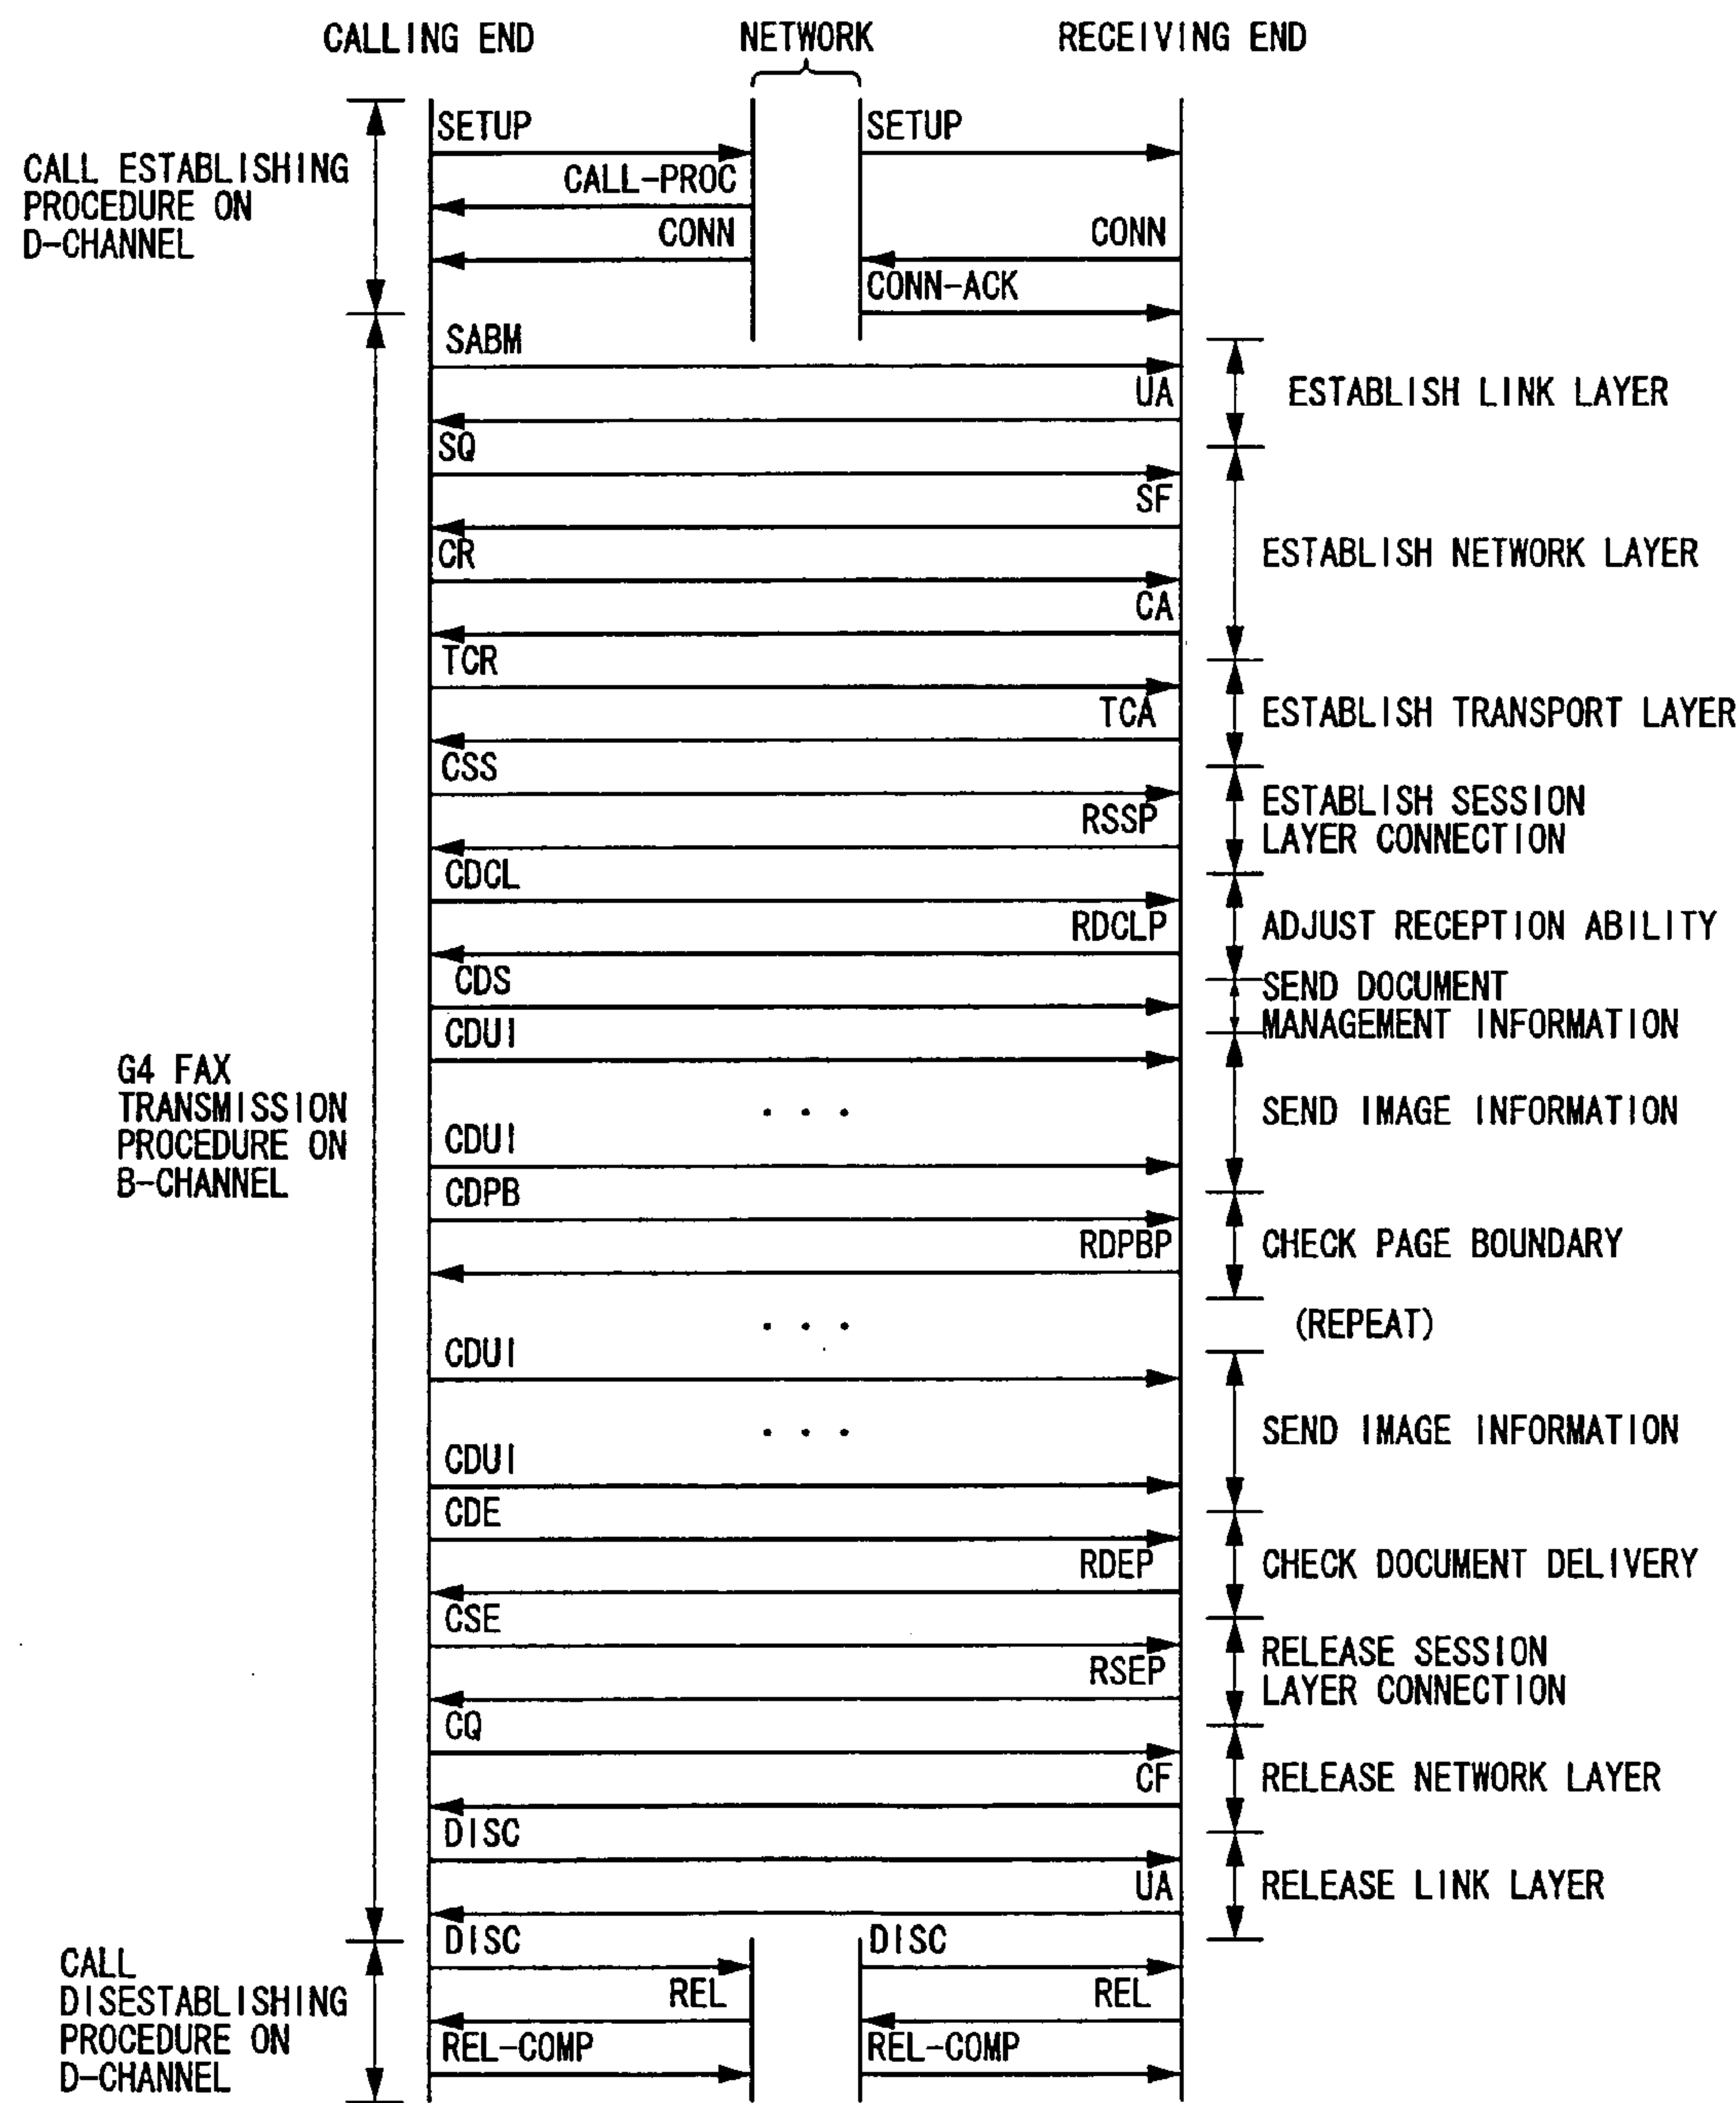 CALLING END NETWORK RECEIVING END
SETUP SETUP
CALL ESTABLISHING
PROCEDURE ON
D-CHANNEL
CALL-PROC
CONN CONN
CONN-ACK
SABM
UA
ESTABLISH LINK LAYER
SQ
SF
CR
ESTABLISH NETWORK LAYER
CA
TCR
TCA
ESTABLISH TRANSPORT LAYER
CSS
RSSP
ESTABLISH SESSION
LAYER CONNECTION
CDCL
RDCLP
ADJUST RECEPTION ABILITY
CDS
SEND DOCUMENT
MANAGEMENT INFORMATION
CDUI
G4 FAX
TRANSMISSION
PROCEDURE ON
B-CHANNEL
. . .
SEND IMAGE INFORMATION
CDUI
CDPB
RDPBP
CHECK PAGE BOUNDARY
. . .
(REPEAT)
CDUI
. . .
SEND IMAGE INFORMATION
CDUI
CDE
RDEP
CHECK DOCUMENT DELIVERY
CSE
RSEP
RELEASE SESSION
LAYER CONNECTION
CQ
CF
RELEASE NETWORK LAYER
DISC
UA
RELEASE LINK LAYER
DISC DISC
CALL
DISESTABLISHING
PROCEDURE ON
D-CHANNEL
REL REL
REL-COMP REL-COMP